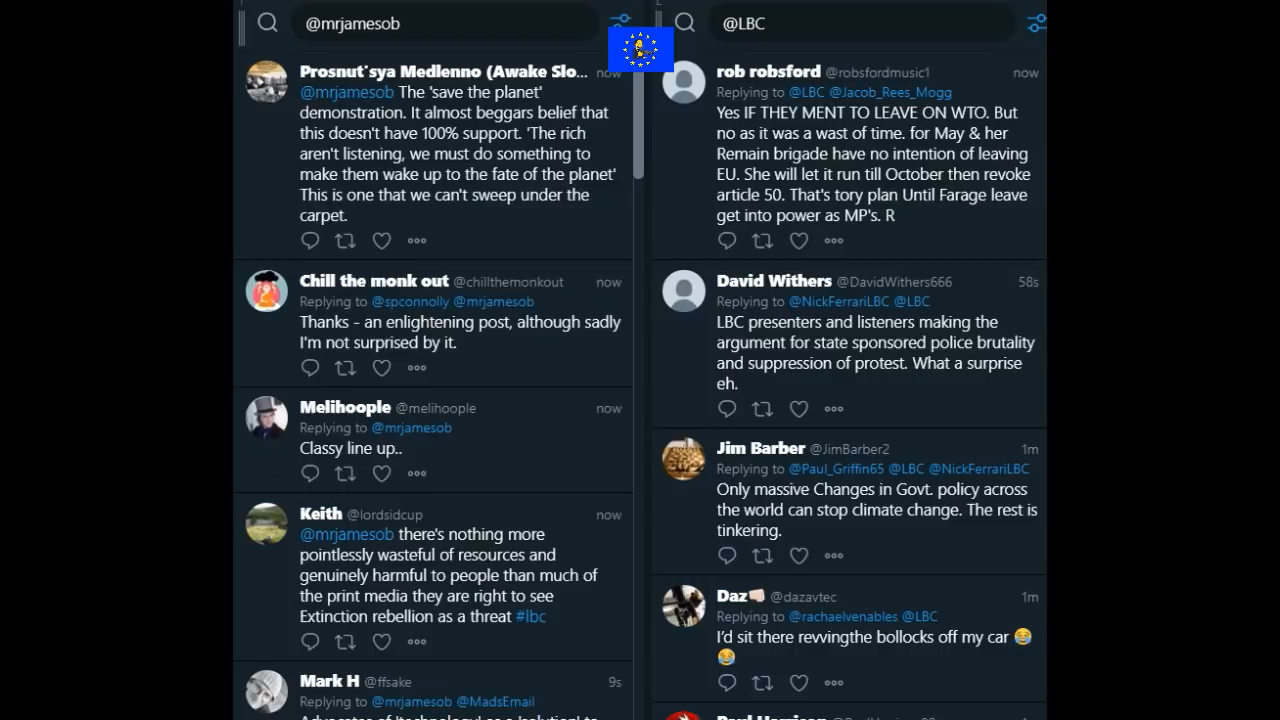 @mrjamesob
Prosnut`sya Medlenno (Awake Slo... now
@mrjamesob The 'save the planet'
demonstration. It almost beggars belief that
this doesn't have 100% support. 'The rich
aren't listening, we must do something to
make them wake up to the fate of the planet'
This is one that we can't sweep under the
carpet.
Chill the monk out @chillthemonkout now
Replying to @spconnolly @mrjamesob
Thanks - an enlightening post, although sadly
I'm not surprised by it.
Melihoople @melihoople now
Replying to @mrjamesob
Classy line up..
Keith @lordsidcup now
@mrjamesob there's nothing more
pointlessly wasteful of resources and
genuinely harmful to people than much of
the print media they are right to see
Extinction rebellion as a threat #lbc
Mark H @ffsake 9s
Replying to @mrjamesob @MadsEmail
@LBC
rob robsford @robsfordmusic1 now
Replying to @LBC @Jacob_Rees_Mogg
Yes IF THEY MENT TO LEAVE ON WTO. But
no as it was a wast of time. for May & her
Remain brigade have no intention of leaving
EU. She will let it run till October then revoke
article 50. That's tory plan Until Farage leave
get into power as MP's. R
David Withers @DavidWithers666 58s
Replying to @NickFerrariLBC @LBC
LBC presenters and listeners making the
argument for state sponsored police brutality
and suppression of protest. What a surprise
eh.
Jim Barber @JimBarber2 1m
Replying to @Paul_Griffin65 @LBC @NickFerrariLBC
Only massive Changes in Govt. policy across
the world can stop climate change. The rest is
tinkering.
Daz @dazavtec 1m
Replying to @rachaelvenables @LBC
I'd sit there revvingthe bollocks off my car